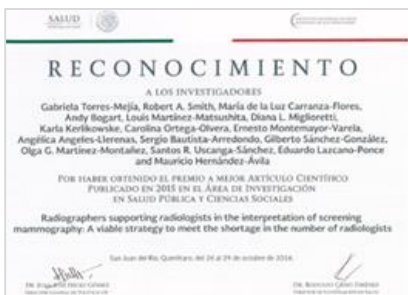 SALUD
RECONOCIMIENTO
A LOS INVESTIGADORES
Gabriela Torres-Mejía, Robert A. Smith, María de la Luz Carranza-Flores,
Andy Bogart, Louis Martínez-Matsushita, Diana L. Miglioretti,
Karla Kerlikowske, Carolina Ortega-Olvera, Ernesto Montemayor-Varela,
Angélica Angeles-Llerenas, Sergio Bautista-Arredondo, Gilberto Sánchez-González,
Olga G. Martínez-Montañez, Santos R. Uscanga-Sánchez, Eduardo Lazcano-Ponce
and Mauricio Hernández-Ávila
POR HABER OBTENIDO EL PREMIO A MEJOR ARTÍCULO CIENTÍFICO
PUBLICADO EN 2015 EN EL ÁREA DE INVESTIGACIÓN
EN SALUD PÚBLICA Y CIENCIAS SOCIALES
Radiographers supporting radiologists in the interpretation of screening
mammography: A viable strategy to meet the shortage in the number of radiologists
San Juan del Río, Querétaro, del 26 al 29 de octubre de 2016.